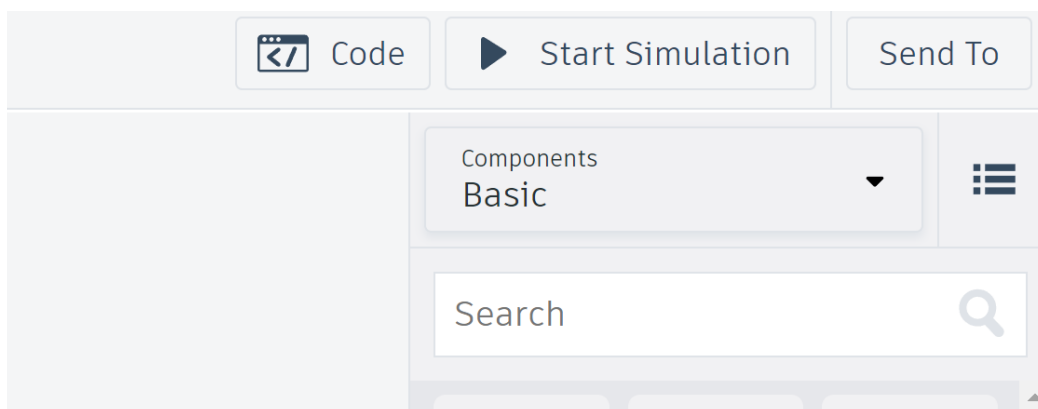 Code
Start Simulation
Send To
Components
Basic
Search